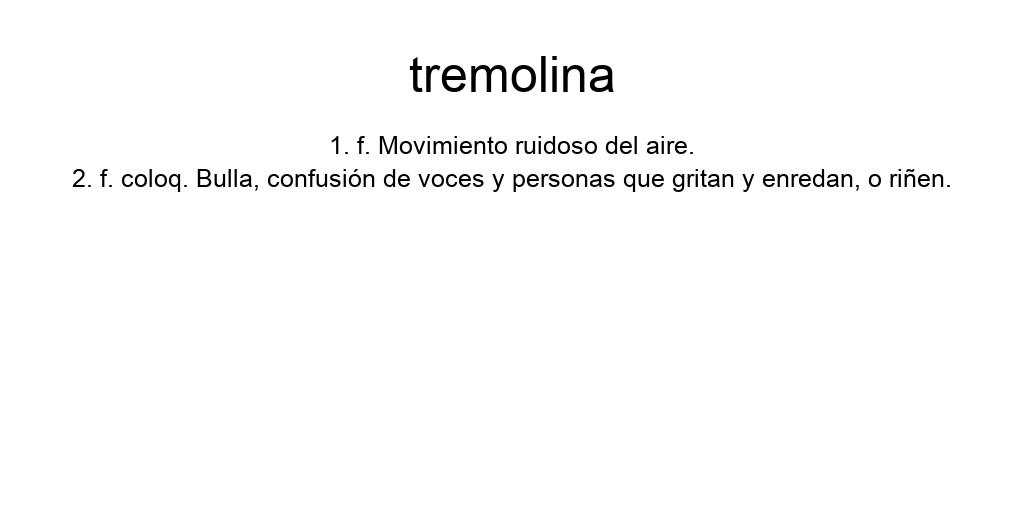 tremolina
1. f. Movimiento ruidoso del aire.
2. f. coloq. Bulla, confusión de voces y personas que gritan y enredan, o riñen.